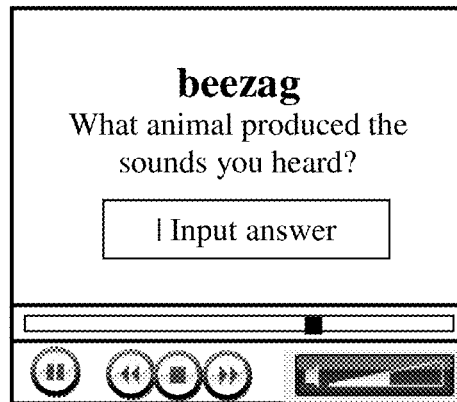 beezag
What animal produced the
sounds you heard?
| Input answer